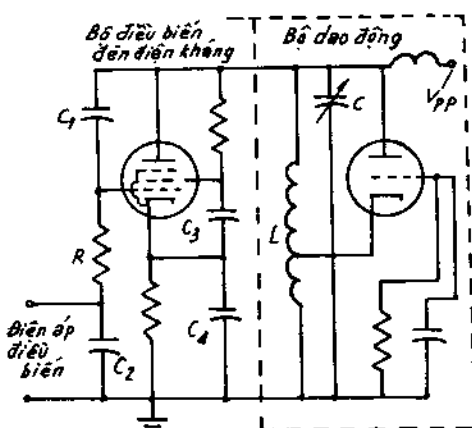 Bộ điều biến
đèn điện kháng
Bộ dao động
C1
C
VPP
C3
R
L
Điện áp
điều
biến
C2
C4